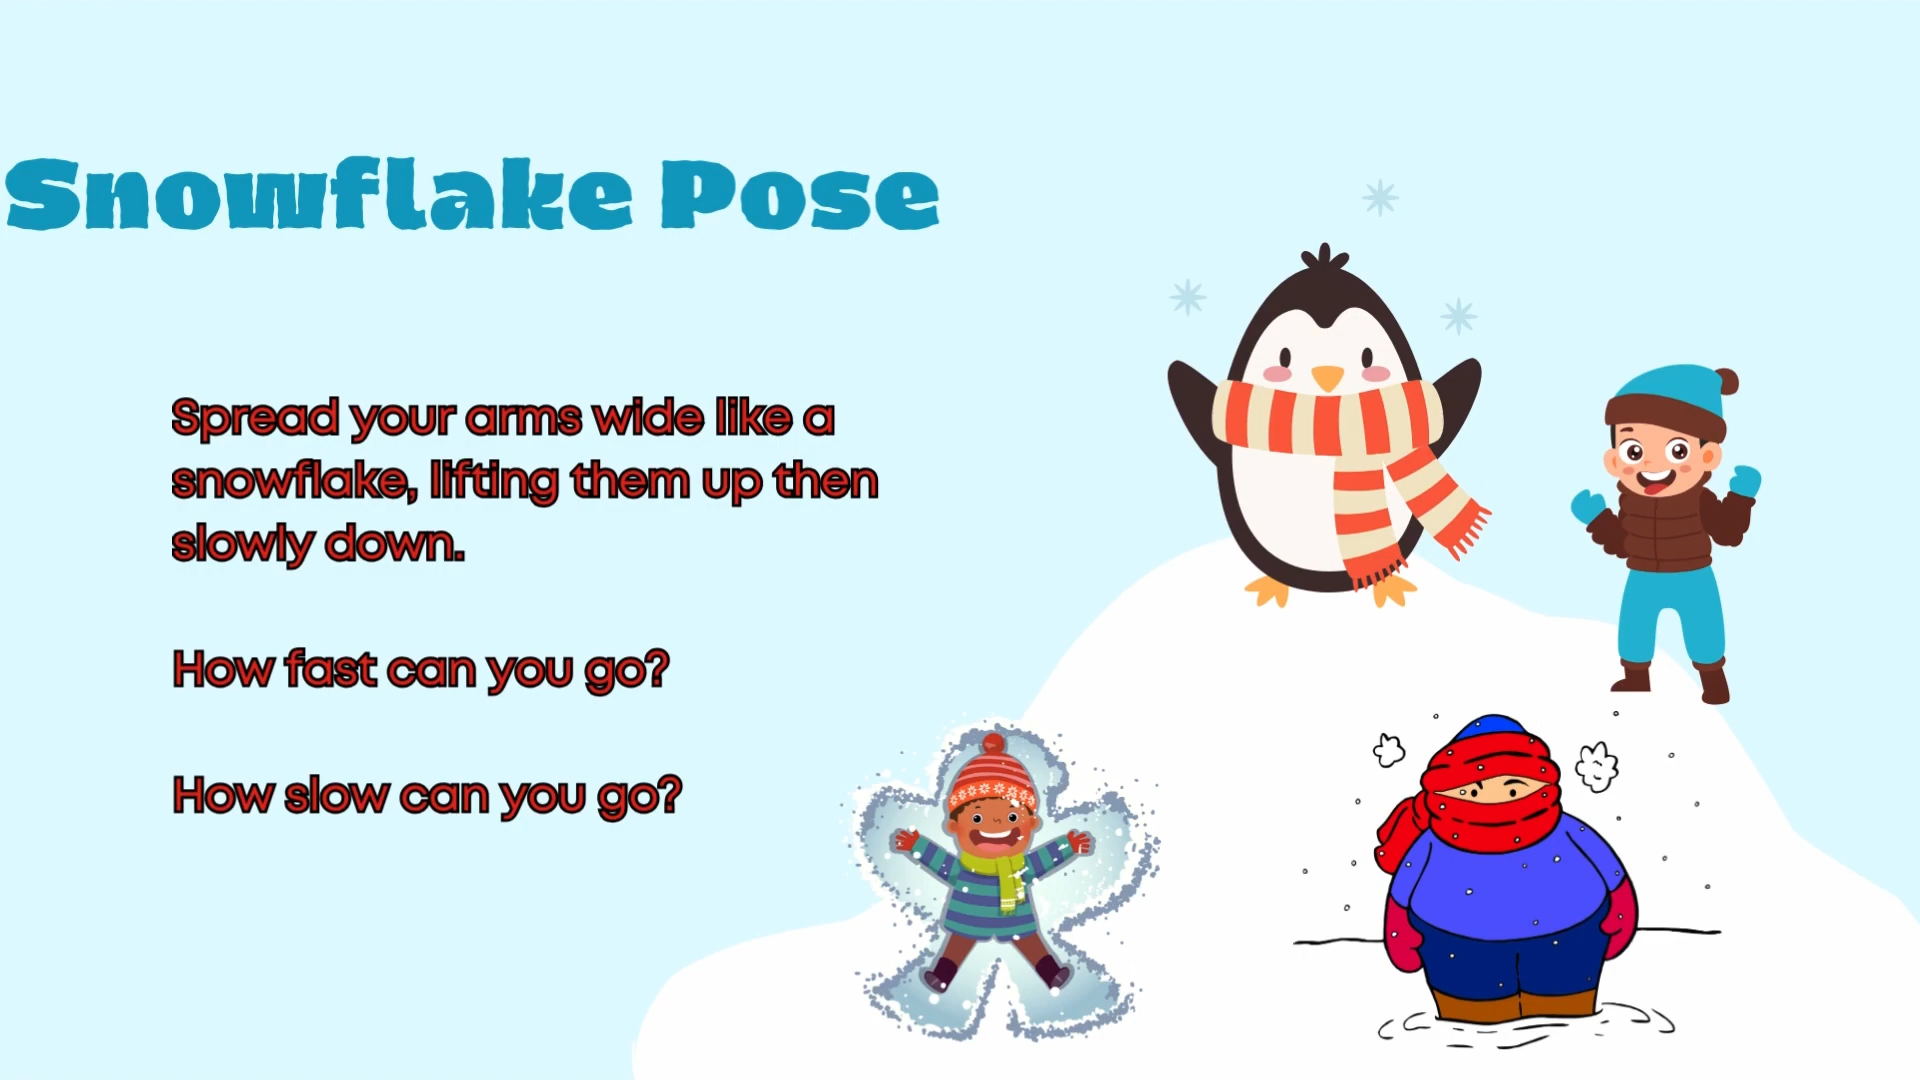 Snowflake Pose
Spread your arms wide like a
snowflake, lifting them up then
slowly down.
How fast can you go?
How slow can you go?